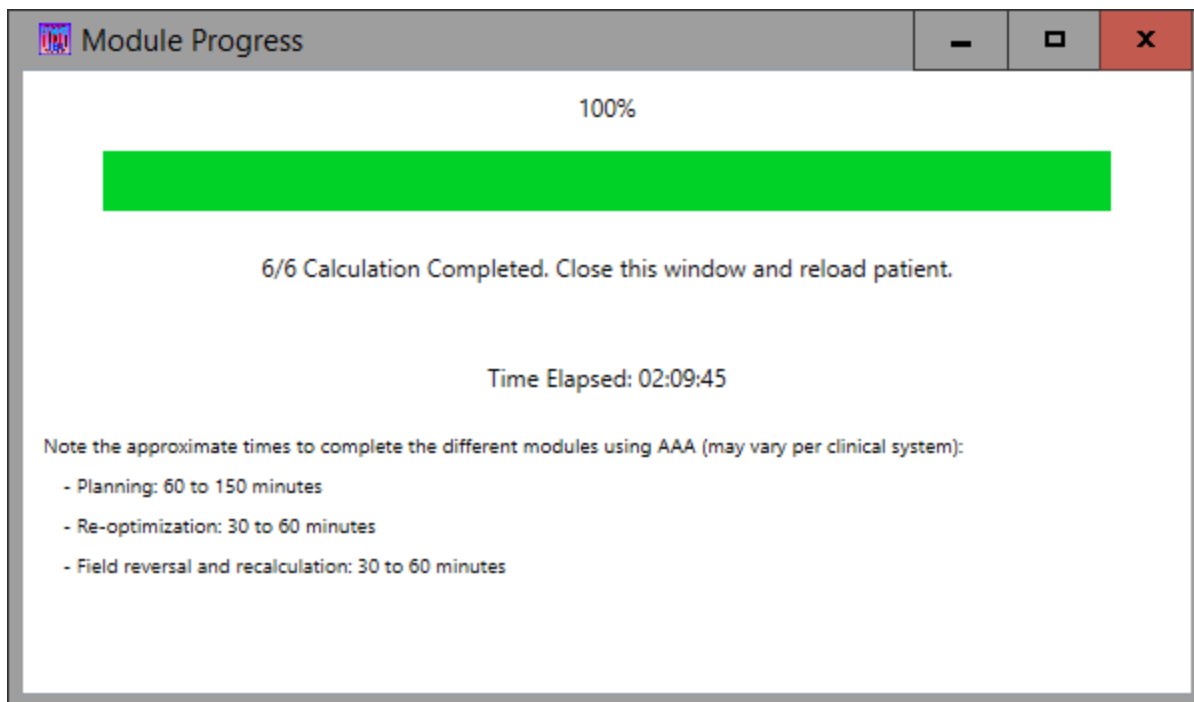 Module Progress
100%
6/6 Calculation Completed. Close this window and reload patient.
Time Elapsed: 02:09:45
Note the approximate times to complete the different modules using AAA (may vary per clinical system):
- Planning: 60 to 150 minutes
- Re-optimization: 30 to 60 minutes
- Field reversal and recalculation: 30 to 60 minutes